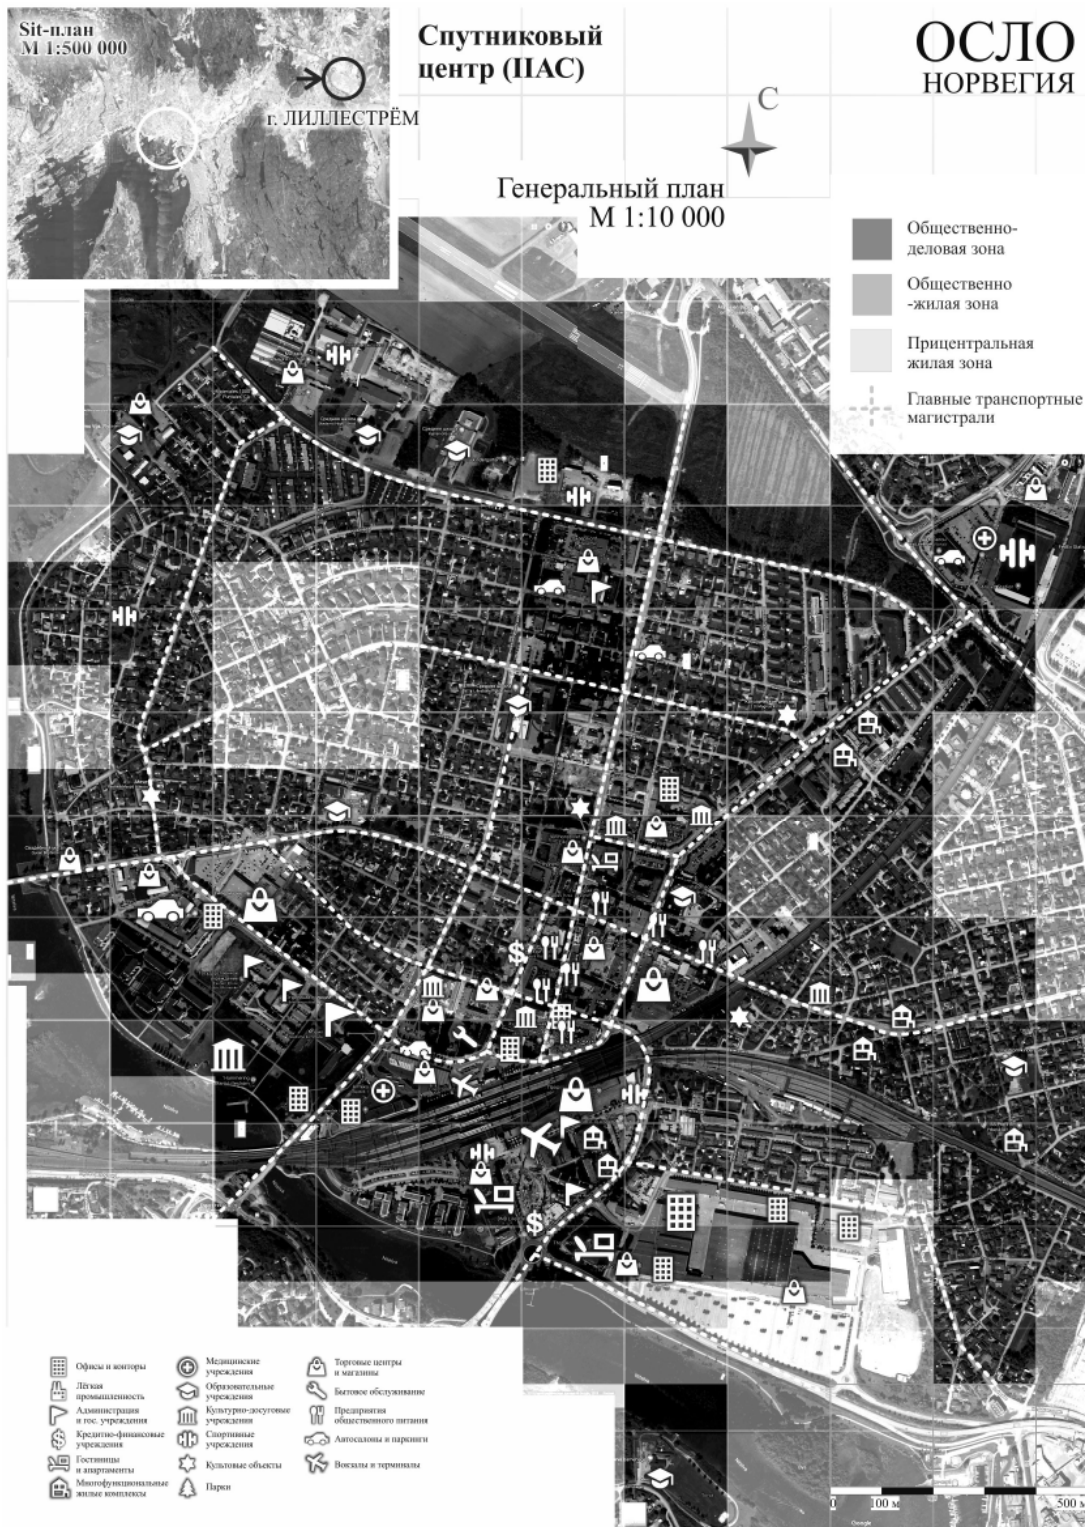 Sit-план
М 1:500 000
г. ЛИЛЛЕСТРЁМ
Спутниковый
центр (ПАС)
ОСЛО
НОРВЕГИЯ
С
Генеральный план
М 1:10 000
Общественно-
деловая зона
Общественно
-жилая зона
Прицентральная
жилая зона
Главные транспортные
магистрали
Офисы и конторы
Лёгкая
промышленность
Администрация
и гос. учреждения
Кредитно-финансовые
учреждения
Гостиницы
и апартаменты
Многофункциональные
жилые комплексы
Медицинские
учреждения
Образовательные
учреждения
Культурно-досуговые
учреждения
Спортивные
учреждения
Культовые объекты
Парки
Торговые центры
и магазины
Бытовое обслуживание
Предприятия
общественного питания
Автосалоны и паркинги
Вокзалы и терминалы
0 100 м 500 м
Google